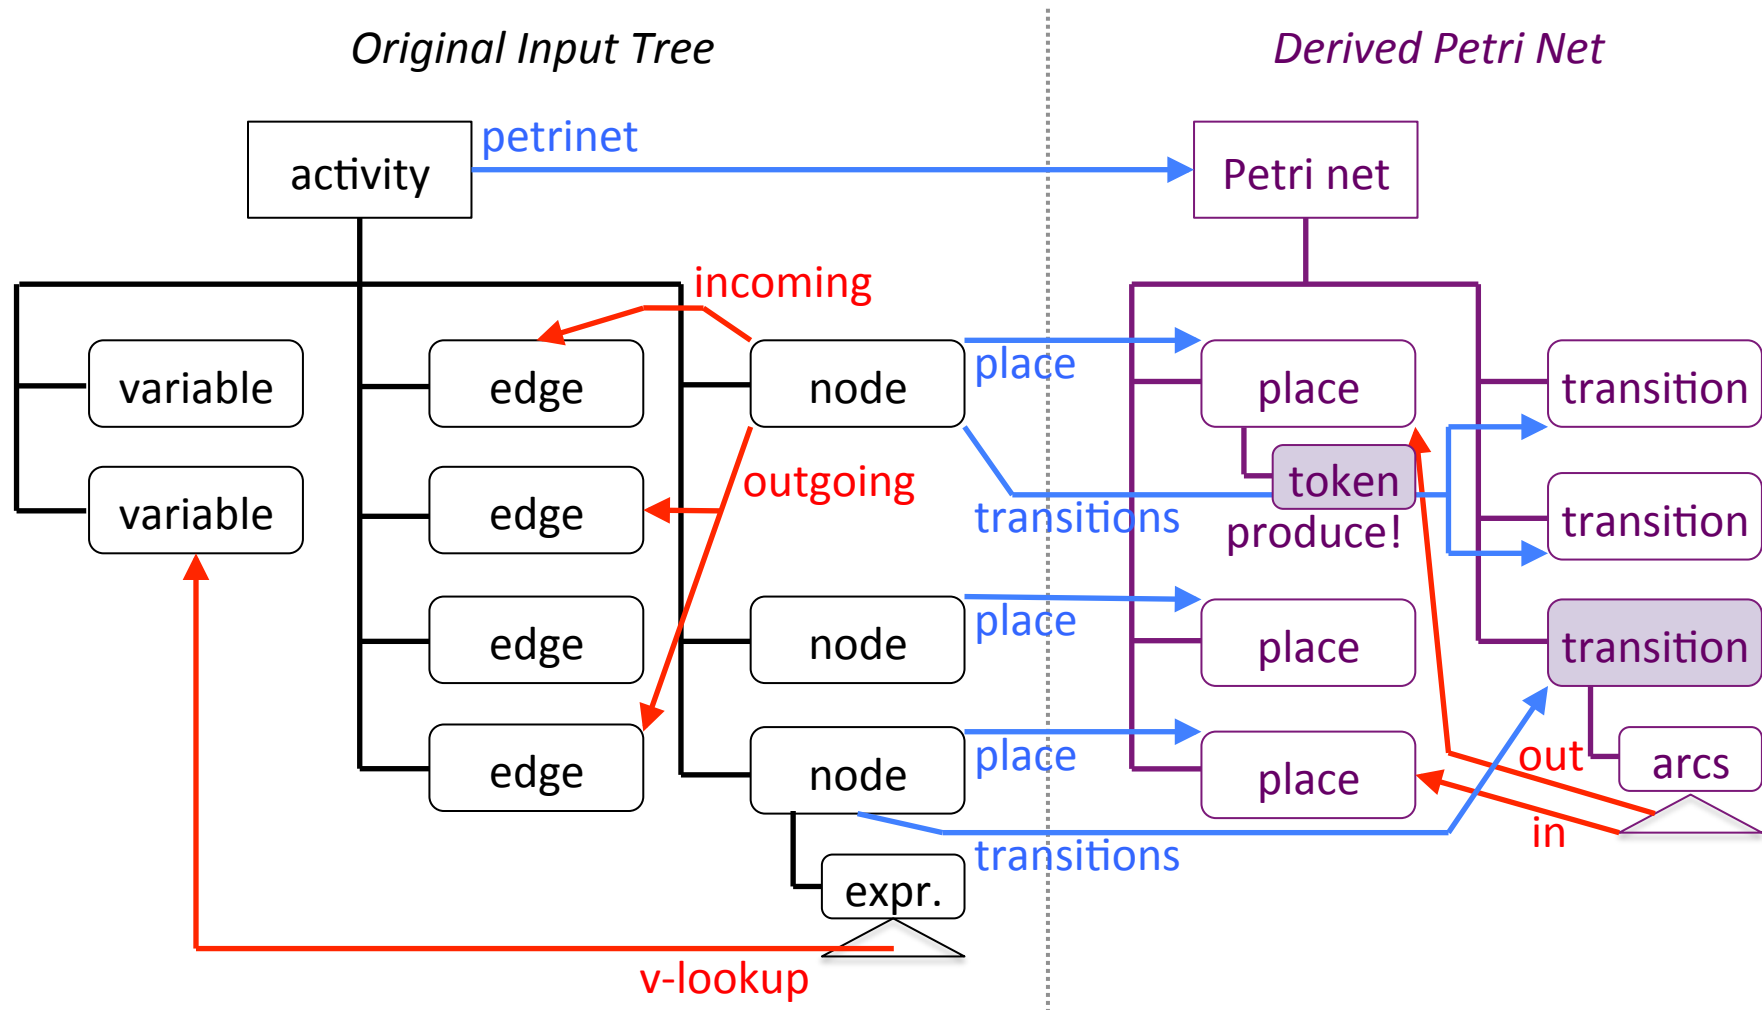 Original Input Tree
Derived Petri Net
petrinet
activity
Petri net
incoming
variable
edge
node
place
place
transition
variable
edge
outgoing
transitions
token
produce!
transition
edge
node
place
place
transition
edge
node
place
place
out
arcs
in
transitions
expr.
v-lookup